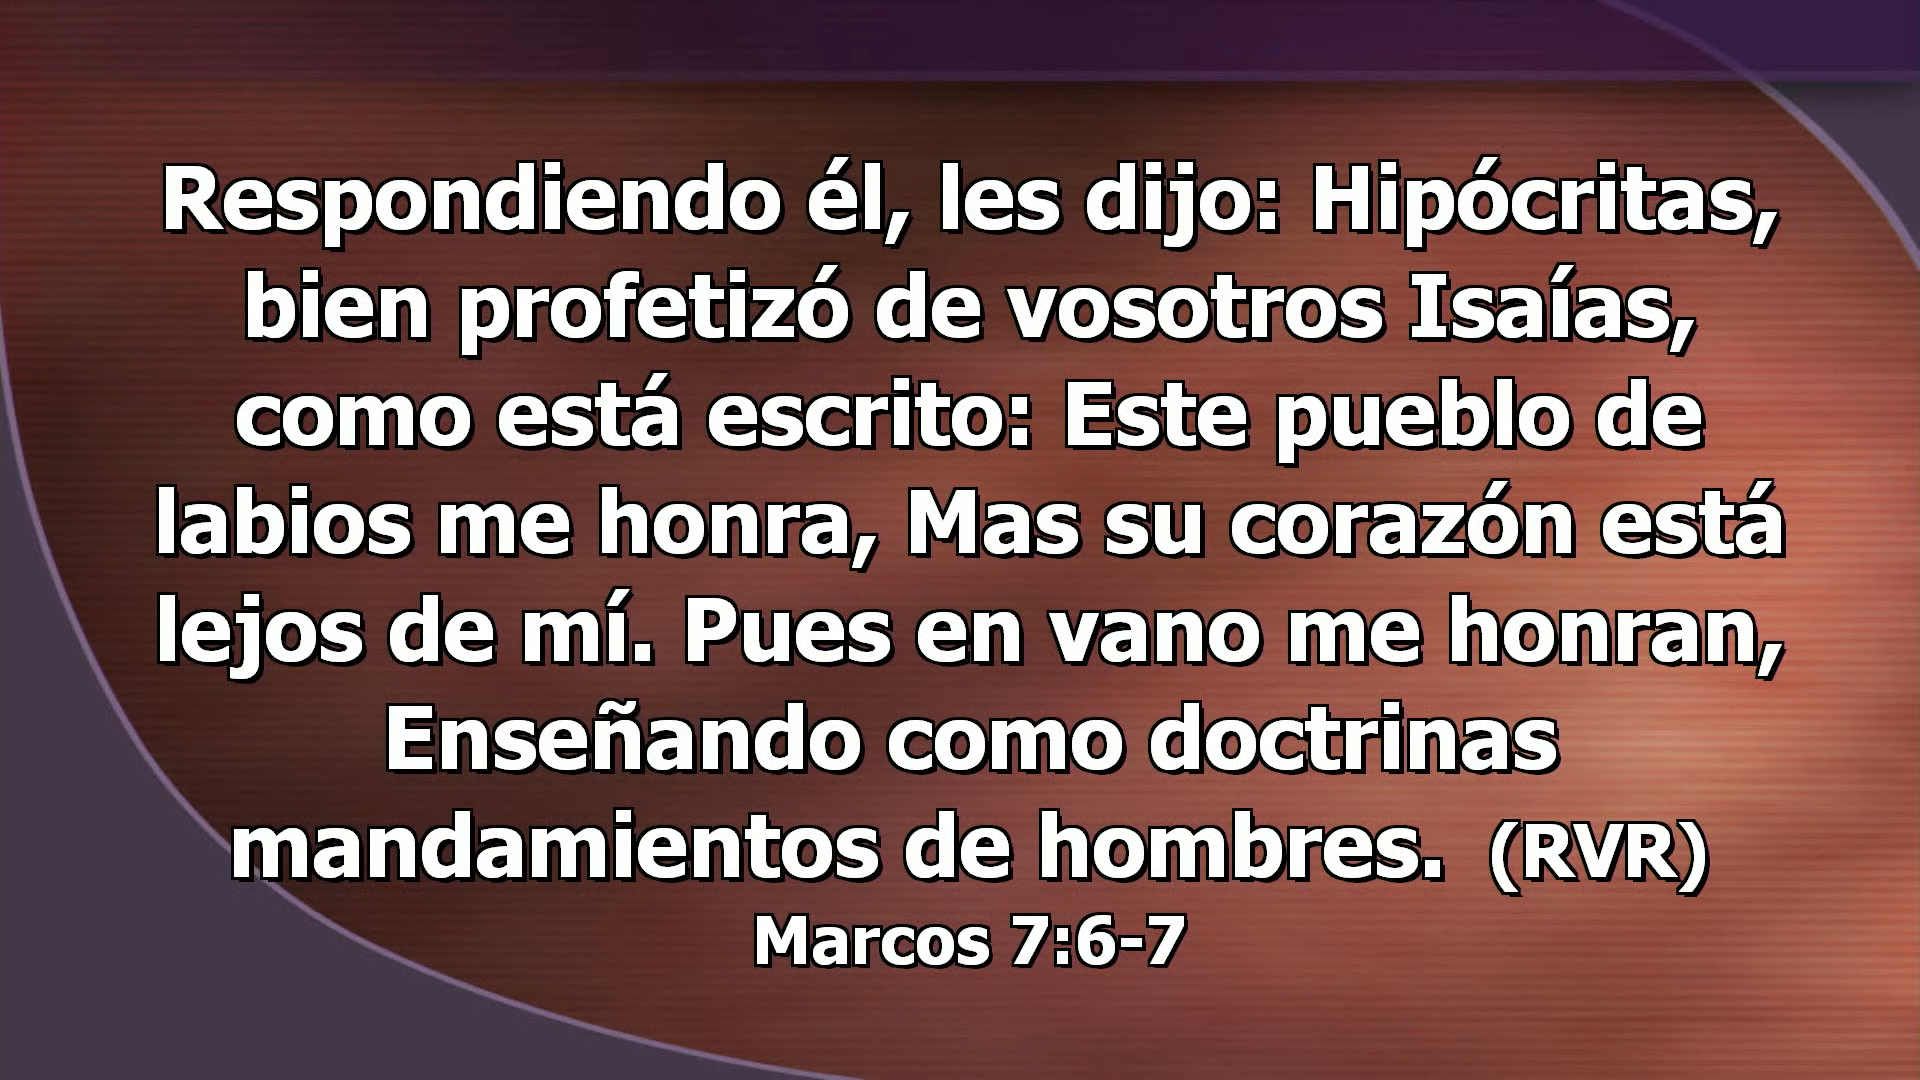 Respondiendo él, les dijo: Hipócritas,
bien profetizó de vosotros Isaías,
como está escrito: Este pueblo de
labios me honra, Mas su corazón está
lejos de mí. Pues en vano me honran,
Enseñando como doctrinas
mandamientos de hombres. (RVR)
Marcos 7:6-7